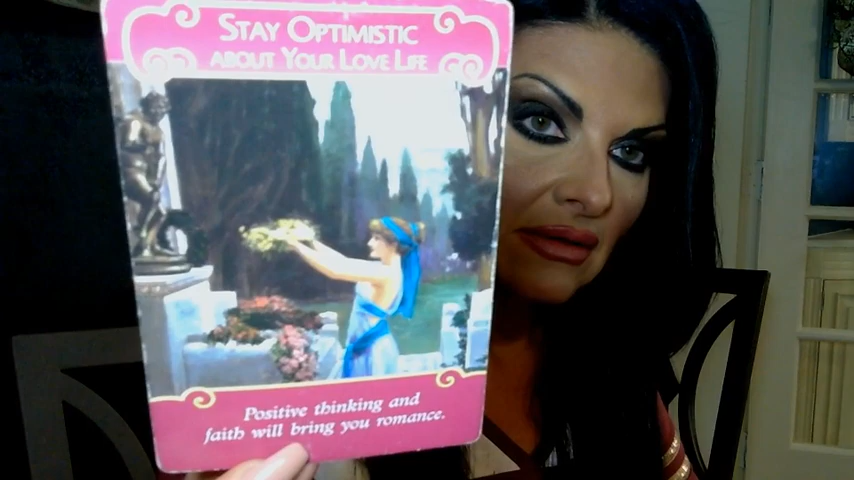 STAY OPTIMISTIC
ABOUT YOUR LOVE LIFE
Positive thinking and
faith will bring you romance.